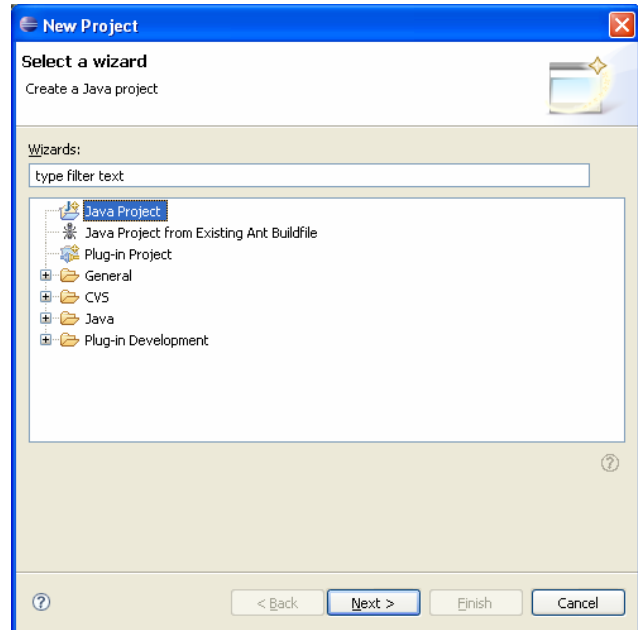 New Project
Select a wizard
Create a Java project
Wizards:
type filter text
Java Project
Java Project from Existing Ant Buildfile
Plug-in Project
General
CVS
Java
Plug-in Development
< Back Next > Finish Cancel